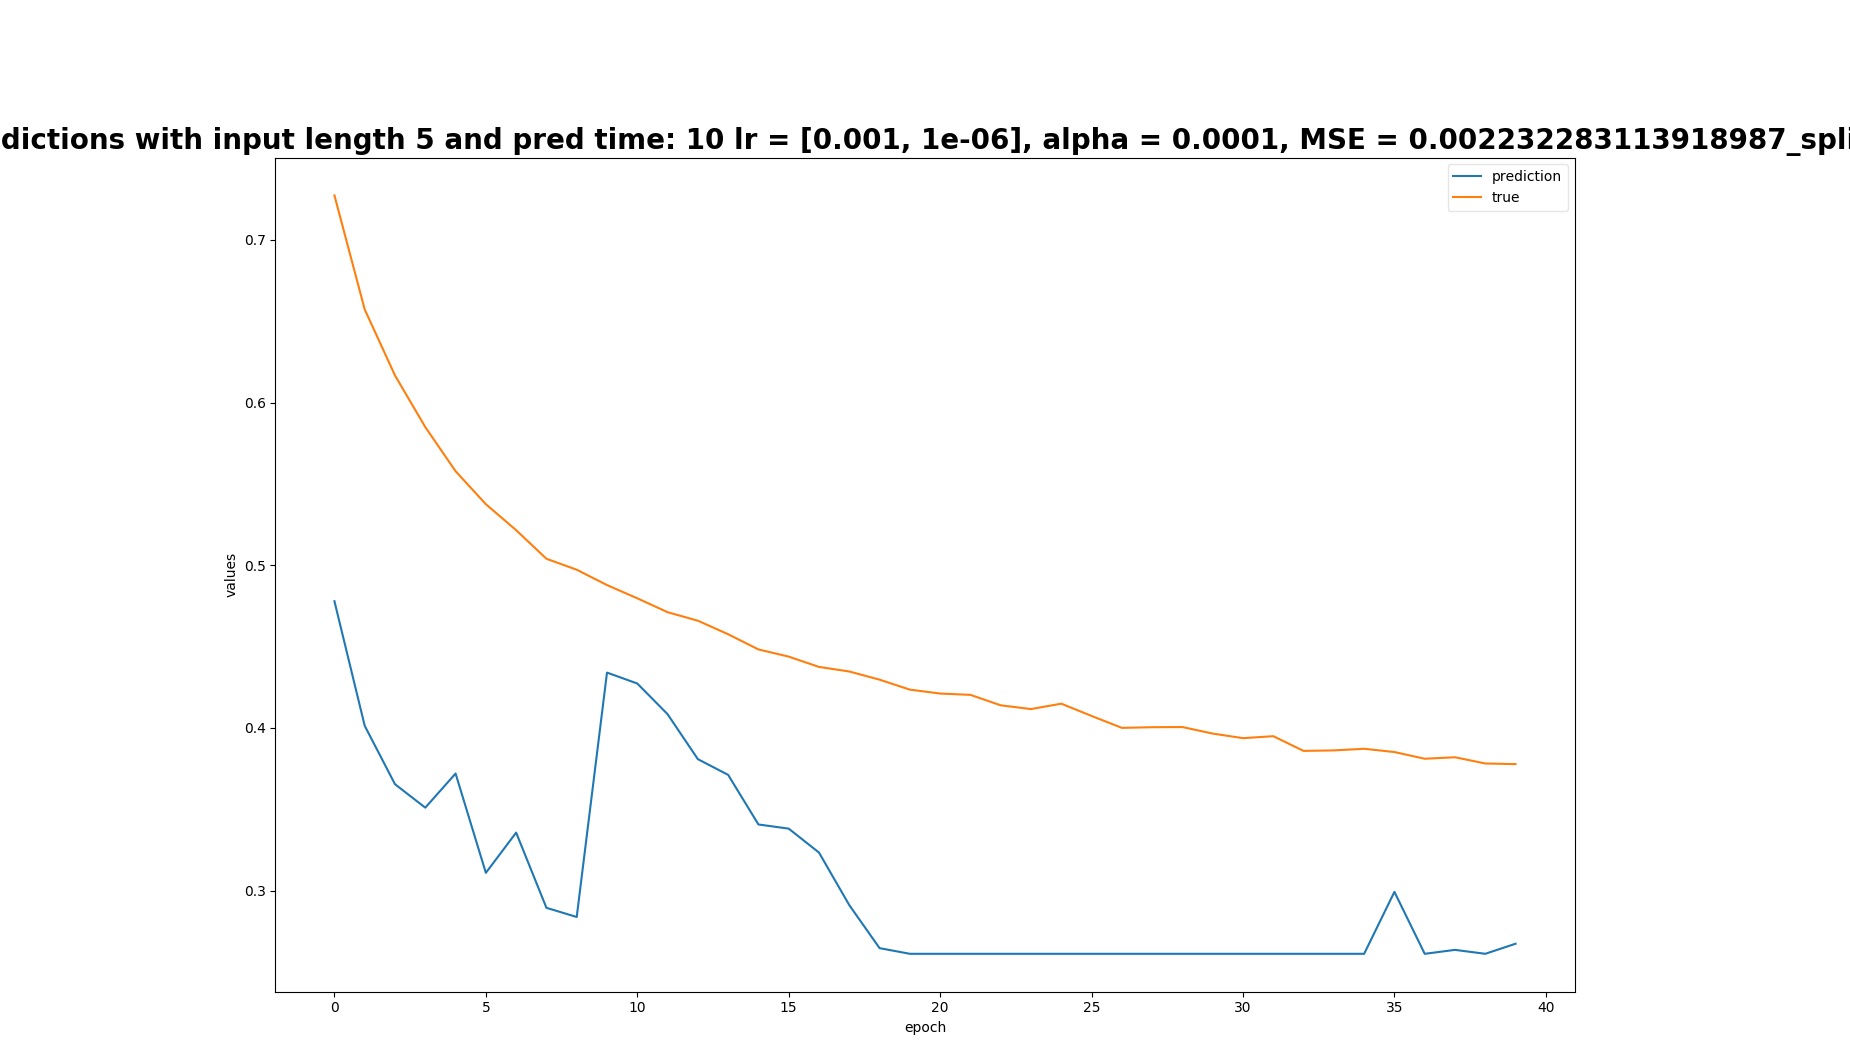 dictions with input length 5 and pred time: 10 lr = [0.001, 1e-06], alpha = 0.0001, MSE = 0.002232283113918987_spli
prediction
true
0.7
0.6
0.5
0.4
0.3
values
0 5 10 15 20 25 30 35 40
epoch